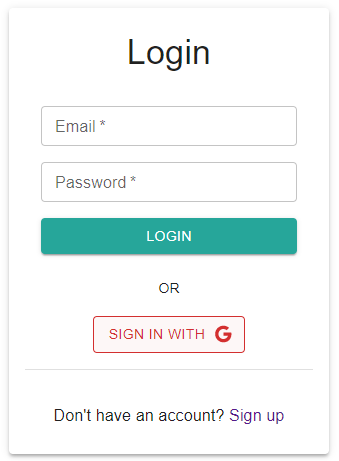 Login
Email *
Password *
LOGIN
OR
SIGN IN WITH G
Don't have an account? Sign up